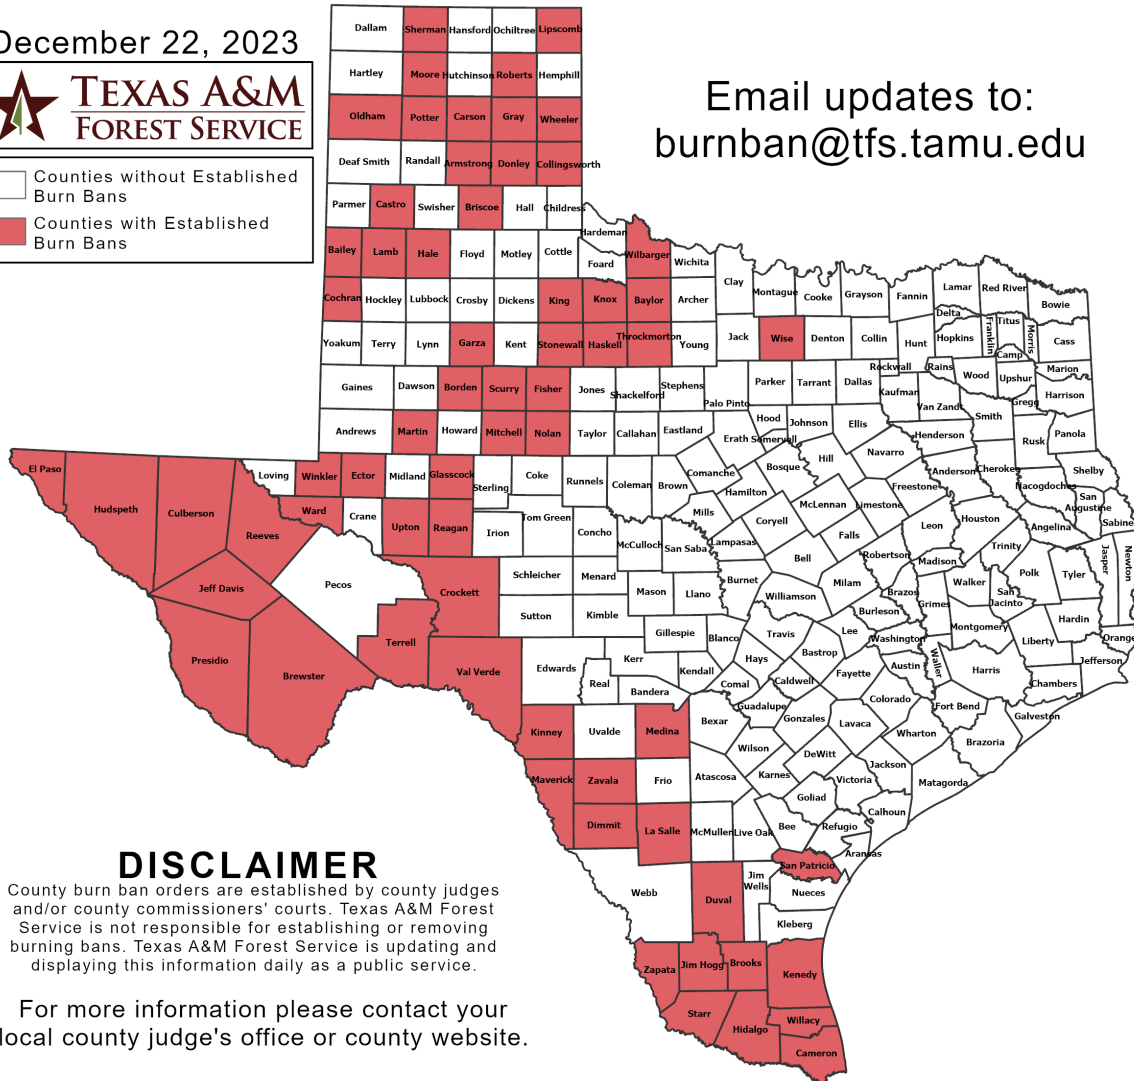 December 22, 2023
TEXAS A&M
FOREST SERVICE
Counties without Established
Burn Bans
Counties with Established
Burn Bans
Email updates to:
burnban@tfs.tamu.edu
Dallam Sherman Hansford Ochiltree Lipscomb
Hartley Moore Hutchinson Roberts Hemphill
Oldham Potter Carson Gray Wheeler
Deaf Smith Randall Armstrong Donley Collingsworth
Parmer Castro Swisher Briscoe Hall Childress
Hardeman
Bailey Lamb Hale Floyd Motley Cottle Foard Wilbarger Wichita
Clay Montague Cooke Grayson Fannin Lamar Red River Bowie
Cochran Hockley Lubbock Crosby Dickens King Knox Baylor Archer
Delta Franklin Titus Morris Cass
Yoakum Terry Lynn Garza Kent Stonewall Haskell Throckmorton Young Jack Wise Denton Collin Hunt Hopkins
Camp
Rockwall Rains Wood Upshur Marion
Gaines Dawson Borden Scurry Fisher Jones Shackelford Stephens Palo Pinto Parker Tarrant Dallas Kaufman Van Zandt Smith Gregg Harrison
Andrews Martin Howard Mitchell Nolan Taylor Callahan Eastland Erath Somervell Hood Johnson Ellis Henderson Rusk Panola
El Paso Loving Winkler Ector Midland Glasscock Sterling Coke Runnels Coleman Brown Comanche Bosque Hill Navarro Anderson Cherokee Shelby
Hudspeth Culberson Reeves Ward Crane Upton Reagan Irion Tom Green Concho Mills Hamilton McLennan Limestone Freestone Nacogdoches San
Augustine Sabine
McCulloch San Saba Lampasas Coryell Falls Leon Houston Angelina
Jeff Davis Pecos Crockett Schleicher Menard Mason Llano Burnet Bell Robertson Madison Trinity Polk Tyler Jasper Newton
Sutton Kimble Williamson Milam Brazos Grimes Walker San
Jacinto Hardin
Presidio Brewster Terrell Val Verde Edwards Gillespie Blanco Travis Lee Burleson Washington Montgomery Liberty Orange
Real Kerr Kendall Hays Bastrop Austin Waller Harris Jefferson
Bandera Comal Caldwell Fayette Chambers
Kinney Uvalde Medina Bexar Guadalupe Gonzales Lavaca Colorado Fort Bend Galveston
Maverick Zavala Frio Atascosa Wilson Karnes DeWitt Victoria Jackson Wharton Matagorda Brazoria
Dimmit La Salle McMullen Live Oak Bee Goliad Refugio Calhoun
Aransas
San Patricio
Webb Duval Jim
Wells Nueces
Kleberg
Zapata Jim Hogg Brooks Kenedy
Starr Hidalgo Willacy
Cameron
DISCLAIMER
County burn ban orders are established by county judges
and/or county commissioners' courts. Texas A&M Forest
Service is not responsible for establishing or removing
burning bans. Texas A&M Forest Service is updating and
displaying this information daily as a public service.
For more information please contact your
local county judge's office or county website.